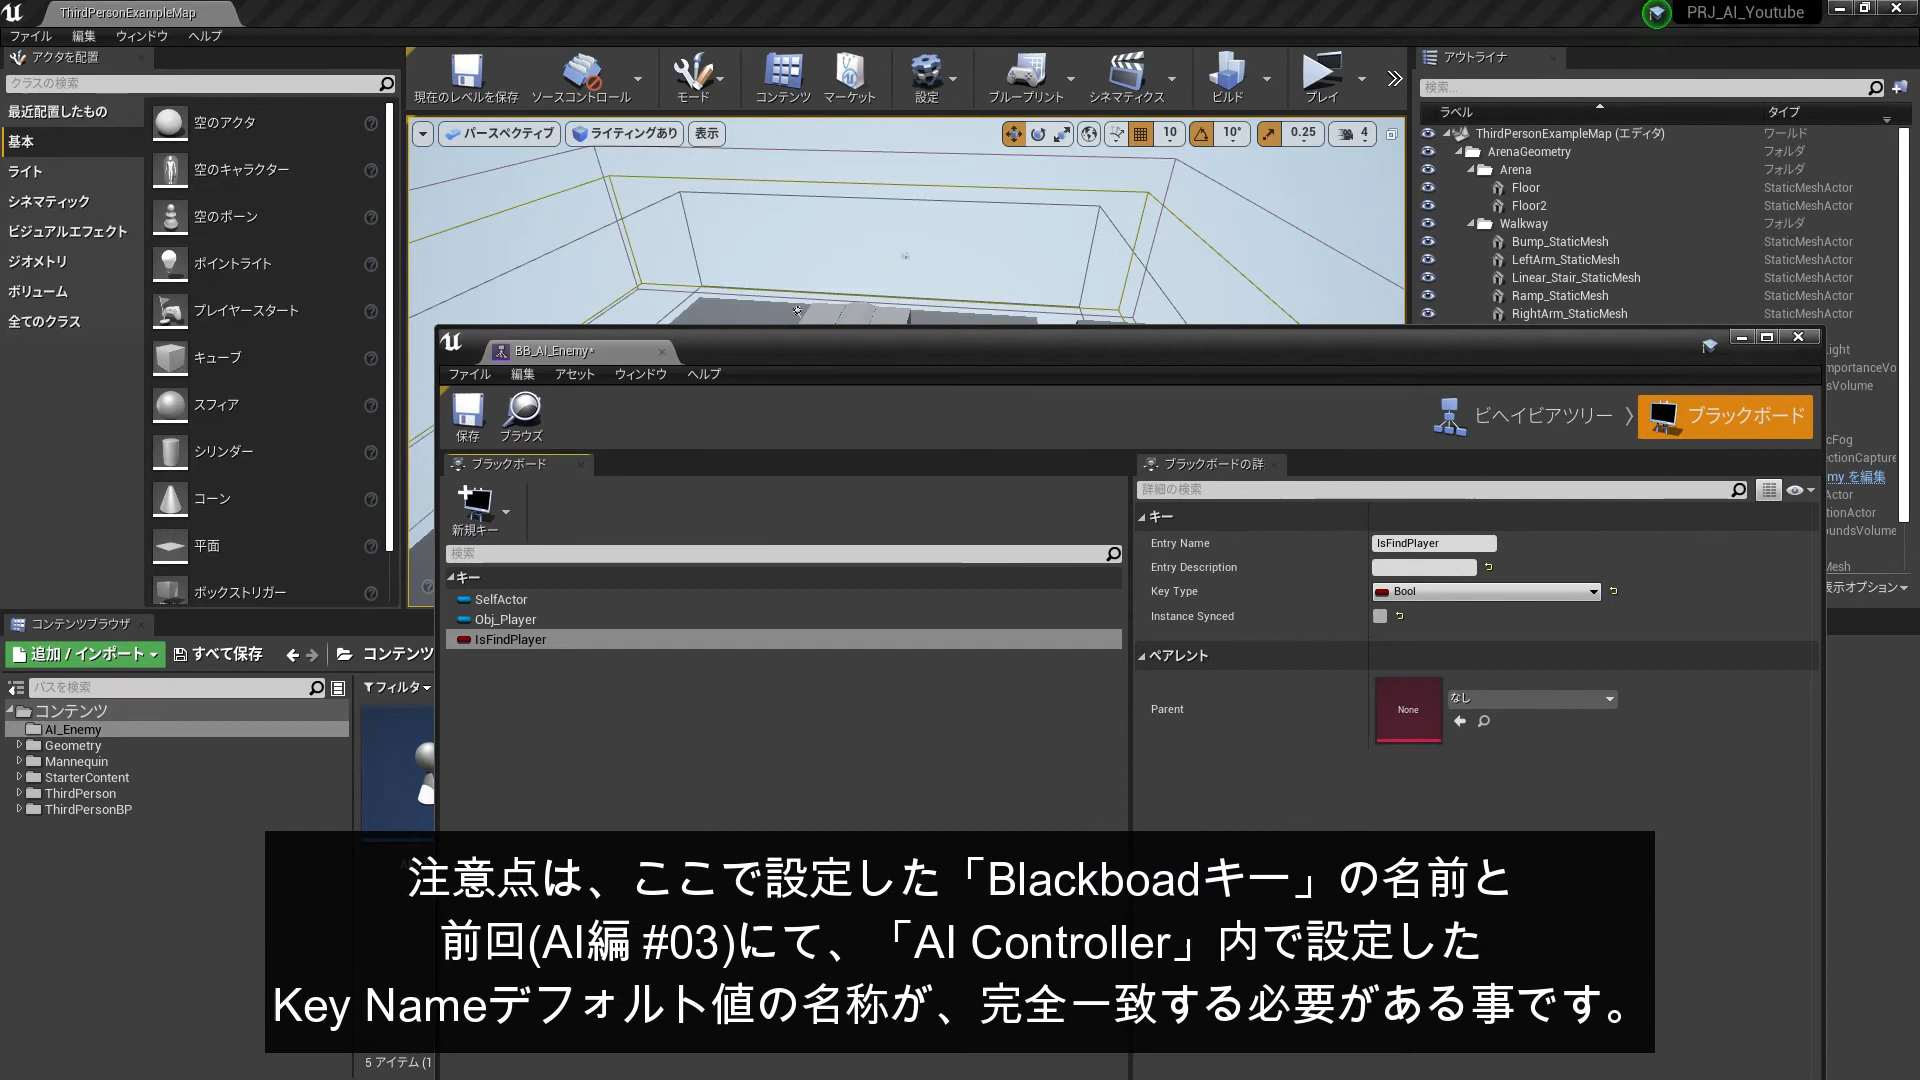 ThirdPersonExampleMap
PRJ_AI_Youtube
ファイル 編集 ウィンドウ ヘルプ
アクタを配置
クラスの検索
最近配置したもの
基本
ライト
シネマティック
ビジュアルエフェクト
ジオメトリ
ボリューム
全てのクラス
空のアクタ
空のキャラクター
空のポーン
ポイントライト
プレイヤースタート
キューブ
スフィア
シリンダー
コーン
平面
ボックストリガー
現在のレベルを保存 ソースコントロール モード コンテンツ マーケット 設定 ブループリント シネマティクス ビルド プレイ
パースペクティブ ライティングあり 表示
10 10° 0.25 4
アウトライナ
検索...
ラベル タイプ
ThirdPersonExampleMap (エディタ) ワールド
ArenaGeometry フォルダ
Arena フォルダ
Floor StaticMeshActor
Floor2 StaticMeshActor
Walkway フォルダ
Bump_StaticMesh StaticMeshActor
LeftArm_StaticMesh StaticMeshActor
Linear_Stair_StaticMesh StaticMeshActor
Ramp_StaticMesh StaticMeshActor
RightArm_StaticMesh StaticMeshActor
表示オプション
BB_AI_Enemy*
ファイル 編集 アセット ウィンドウ ヘルプ
保存 ブラウズ
ビヘイビアツリー ブラックボード
ブラックボード
新規キー
検索
キー
SelfActor
Obj_Player
IsFindPlayer
ブラックボードの詳
詳細の検索
キー
Entry Name IsFindPlayer
Entry Description
Key Type Bool
Instance Synced
ペアレント
Parent None なし
コンテンツブラウザ
追加 / インポート すべて保存 コンテンツ
パスを検索 フィルタ
コンテンツ
AI_Enemy
Geometry
Mannequin
StarterContent
ThirdPerson
ThirdPersonBP
5 アイテム (1
注意点は、ここで設定した「Blackboadキー」の名前と
前回(AI編 #03)にて、「AI Controller」内で設定した
Key Nameデフォルト値の名称が、完全一致する必要がある事です。